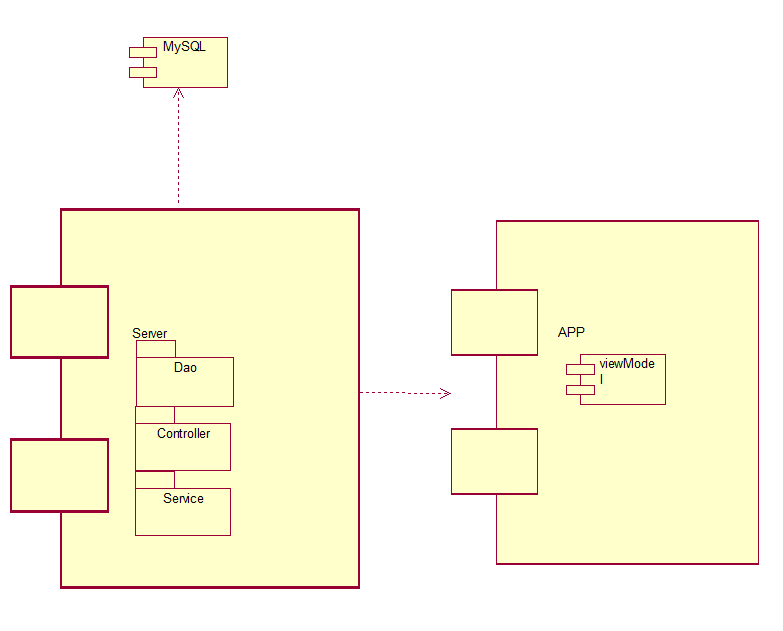 MySQL
Server
Dao
Controller
Service
APP
viewMode
l